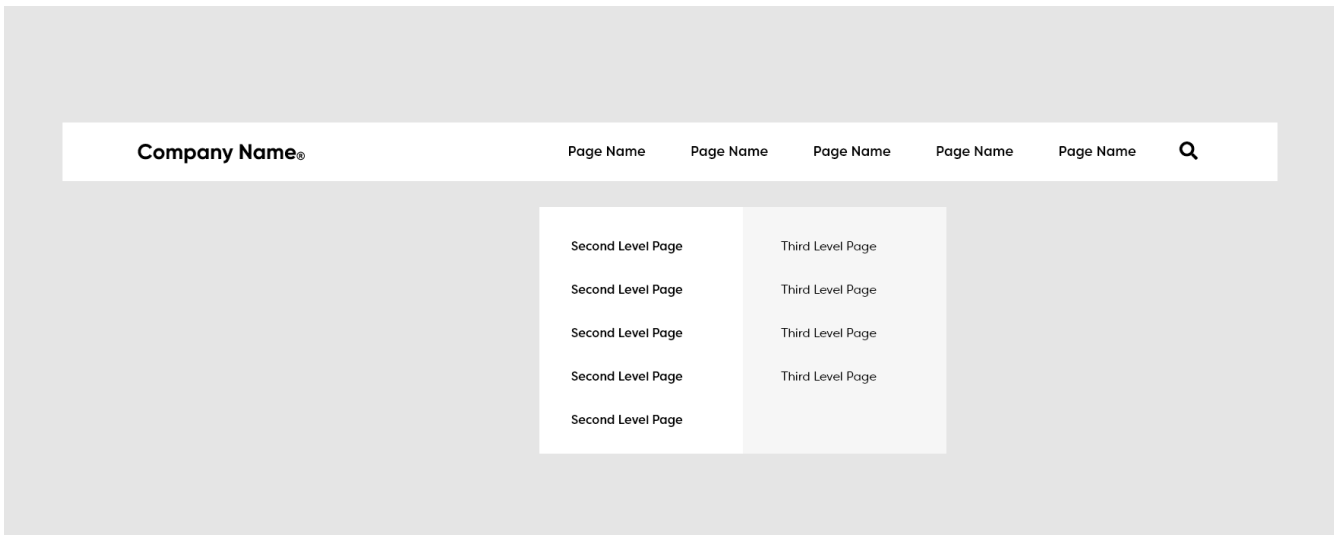 Company Name®
Page Name Page Name Page Name Page Name Page Name
Second Level Page Third Level Page
Second Level Page Third Level Page
Second Level Page Third Level Page
Second Level Page Third Level Page
Second Level Page